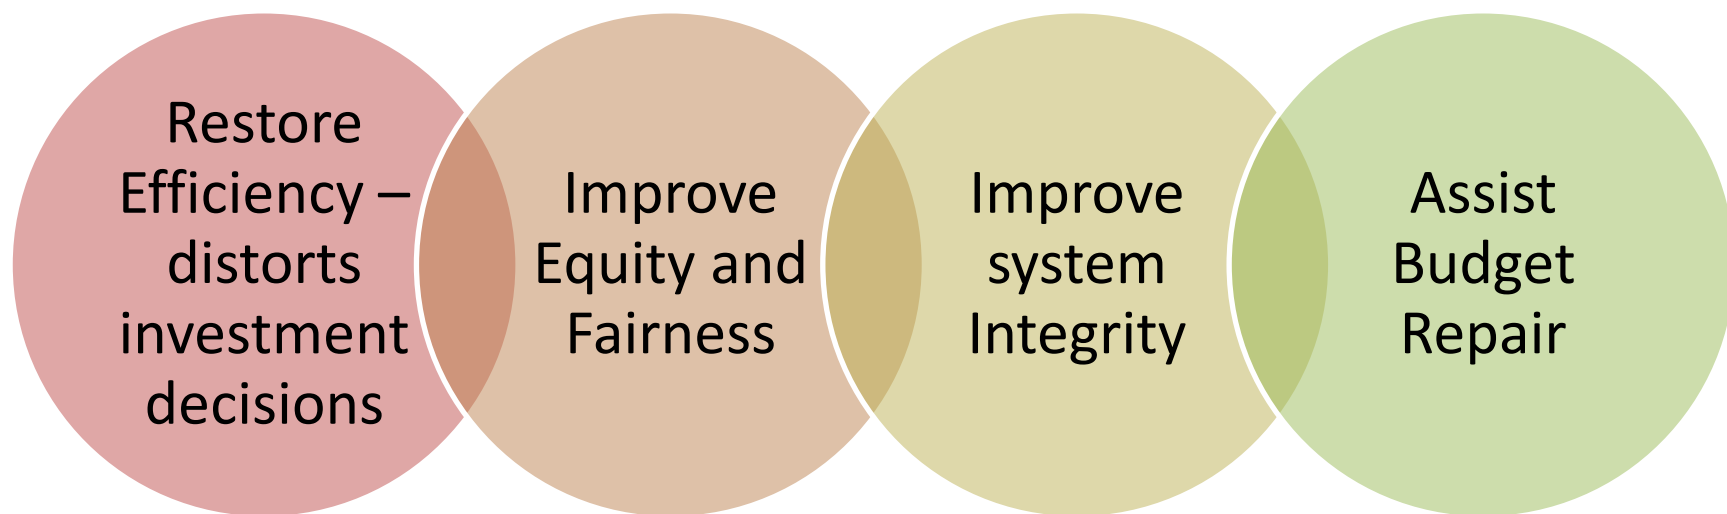 Restore
Efficiency –
distorts
investment
decisions
Improve
Equity and
Fairness
Improve
system
Integrity
Assist
Budget
Repair